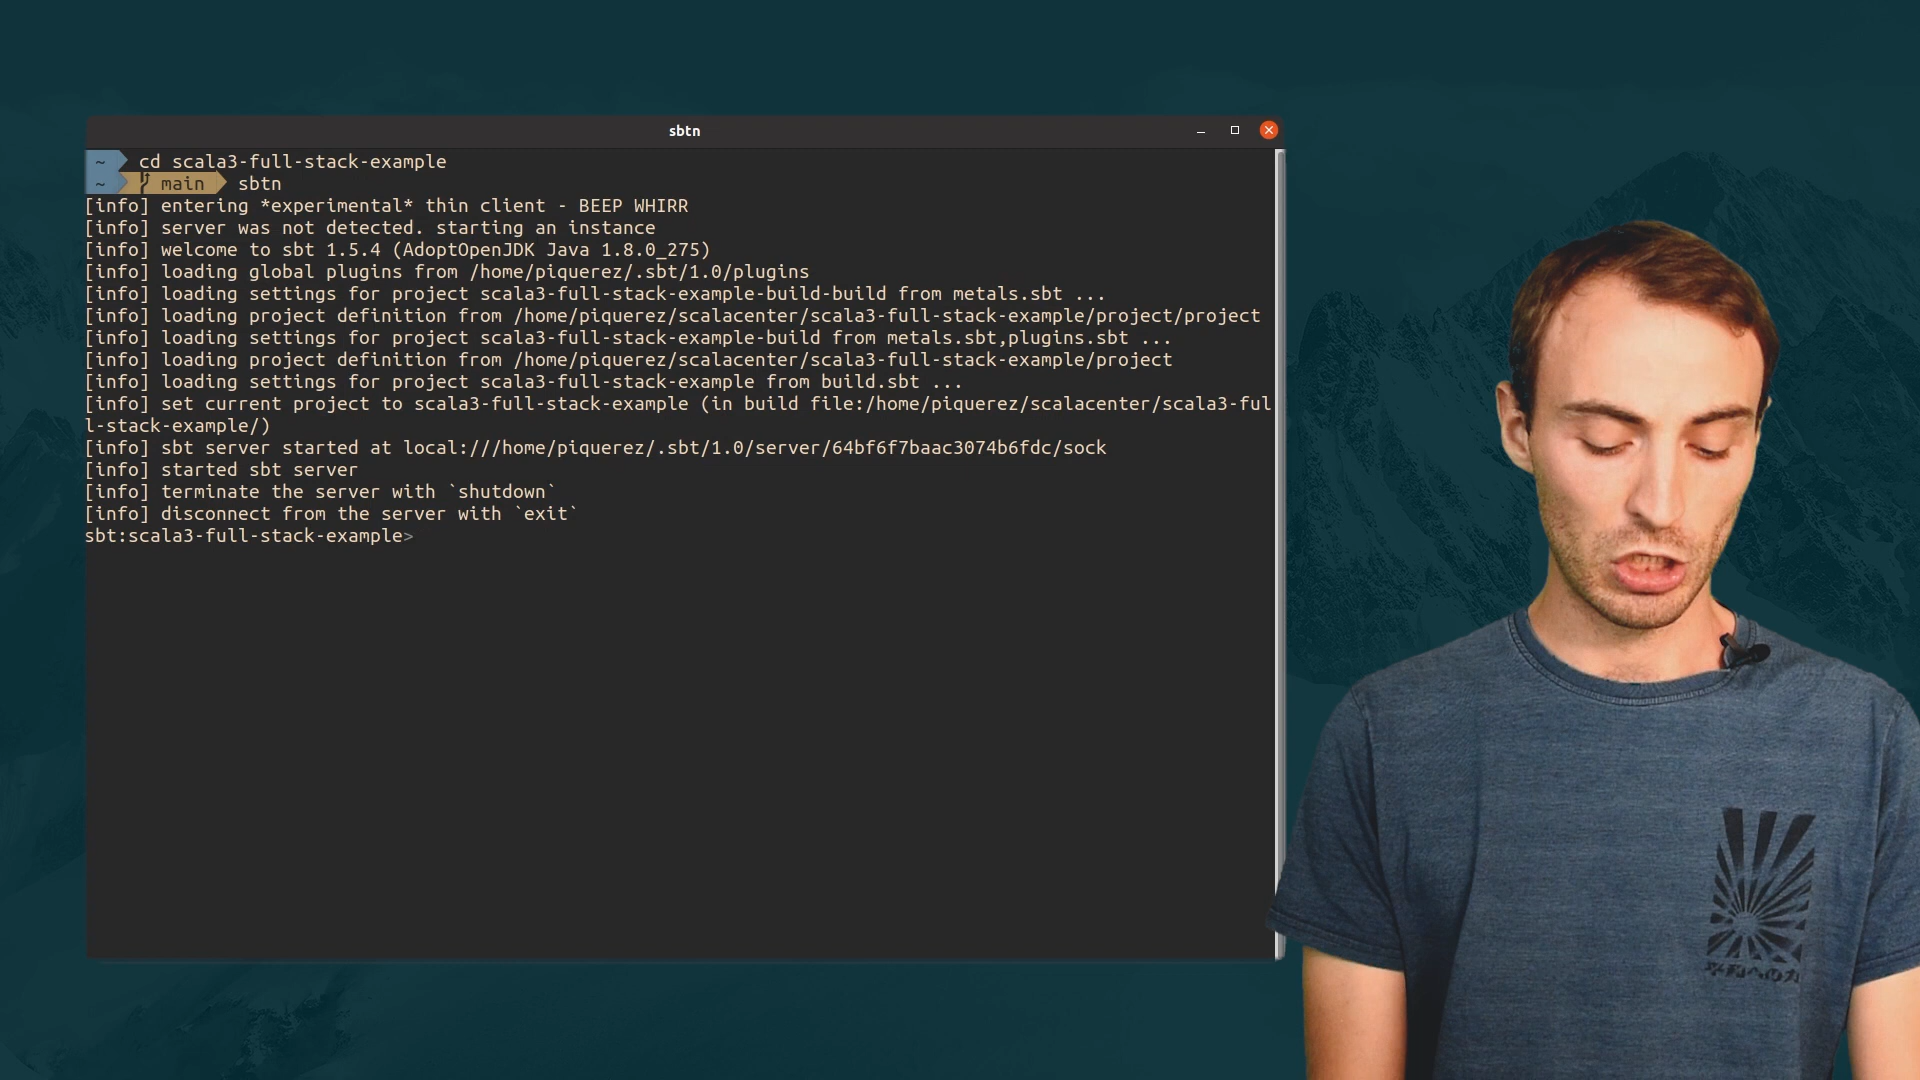 sbtn
~ cd scala3-full-stack-example
~ main sbtn
[info] entering *experimental* thin client - BEEP WHIRR
[info] server was not detected. starting an instance
[info] welcome to sbt 1.5.4 (AdoptOpenJDK Java 1.8.0_275)
[info] loading global plugins from /home/piquerez/.sbt/1.0/plugins
[info] loading settings for project scala3-full-stack-example-build-build from metals.sbt ...
[info] loading project definition from /home/piquerez/scalacenter/scala3-full-stack-example/project/project
[info] loading settings for project scala3-full-stack-example-build from metals.sbt,plugins.sbt ...
[info] loading project definition from /home/piquerez/scalacenter/scala3-full-stack-example/project
[info] loading settings for project scala3-full-stack-example from build.sbt ...
[info] set current project to scala3-full-stack-example (in build file:/home/piquerez/scalacenter/scala3-ful
l-stack-example/)
[info] sbt server started at local:///home/piquerez/.sbt/1.0/server/64bf6f7baac3074b6fdc/sock
[info] started sbt server
[info] terminate the server with `shutdown`
[info] disconnect from the server with `exit`
sbt:scala3-full-stack-example>